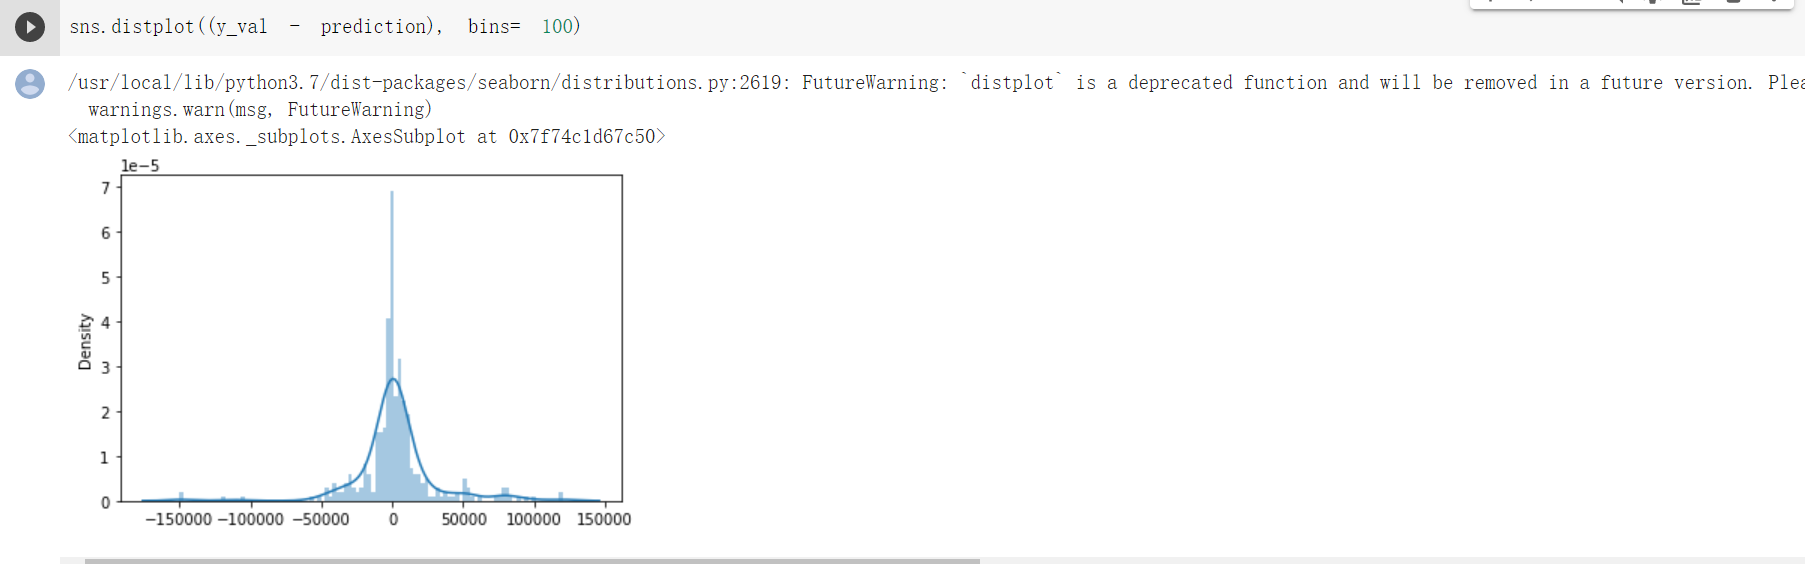 sns.distplot((y_val - prediction), bins= 100)
/usr/local/lib/python3.7/dist-packages/seaborn/distributions.py:2619: FutureWarning: `distplot` is a deprecated function and will be removed in a future version.
warnings.warn(msg, FutureWarning)
<matplotlib.axes._subplots.AxesSubplot at 0x7f74c1d67c50>
1e−5
7
6
5
4
3
2
1
0
Density
−150000 −100000 −50000 0 50000 100000 150000